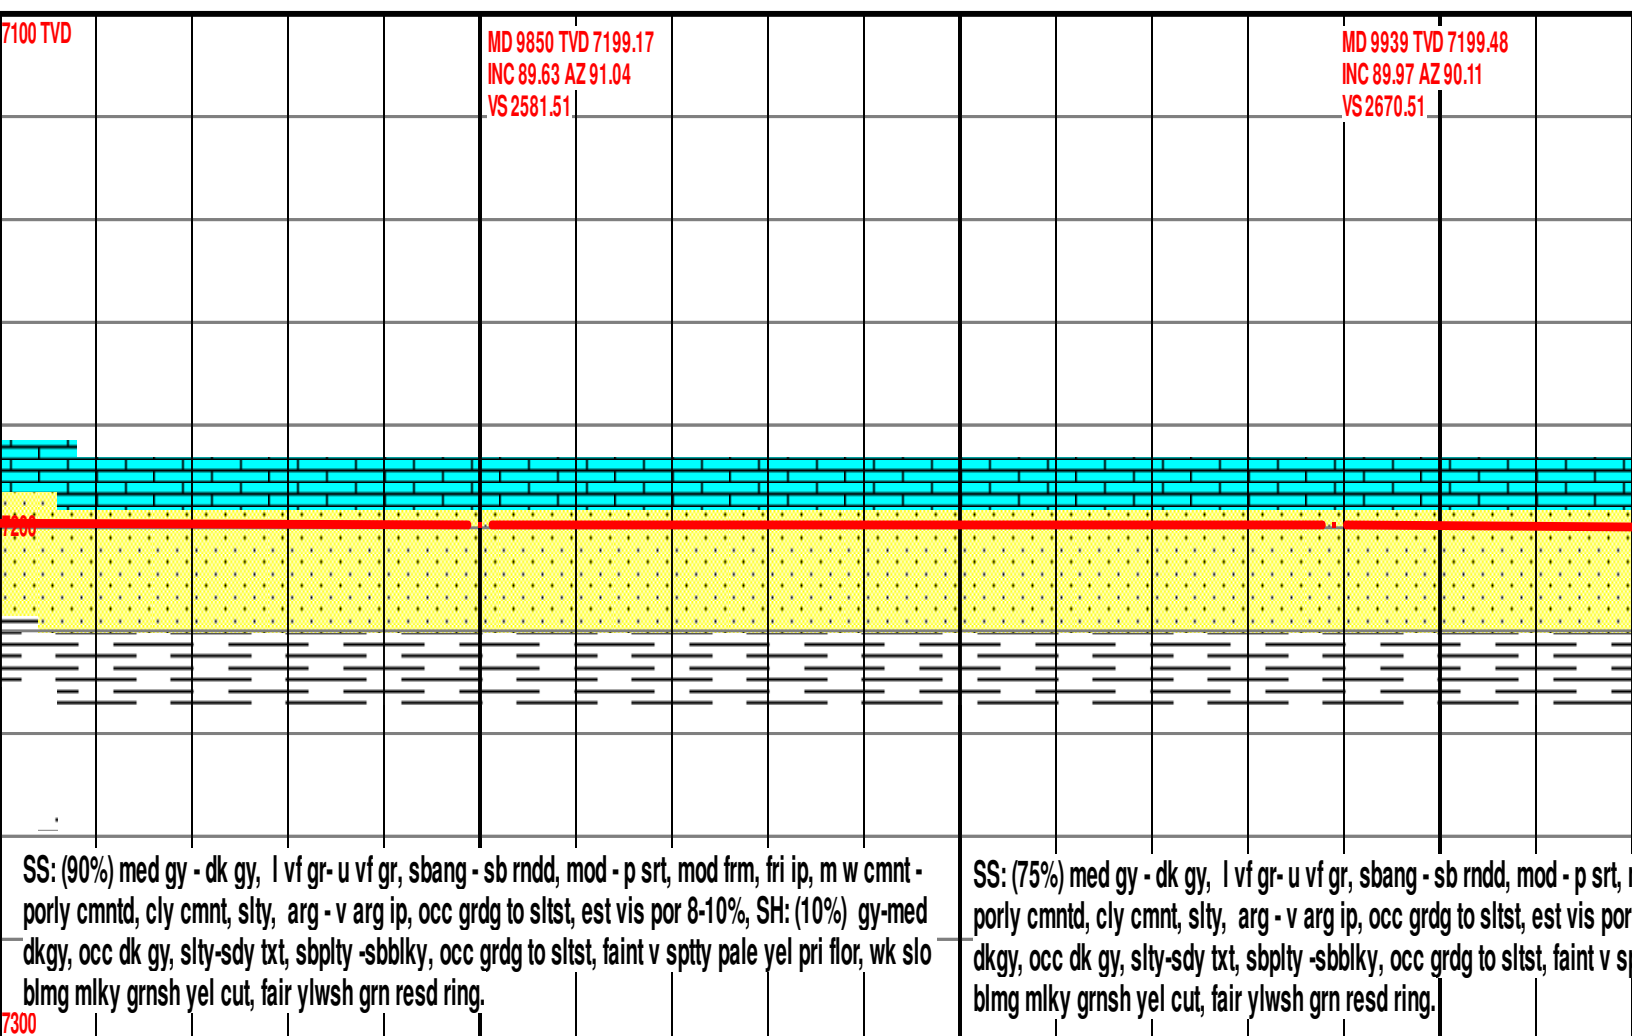 7100 TVD
MD 9850 TVD 7199.17
INC 89.63 AZ 91.04
VS 2581.51
MD 9939 TVD 7199.48
INC 89.97 AZ 90.11
VS 2670.51
7200
SS: (90%) med gy - dk gy, l vf gr- u vf gr, sbang - sb rndd, mod - p srt, mod frm, fri ip, m w cmnt -
porly cmntd, cly cmnt, slty, arg - v arg ip, occ grdg to sltst, est vis por 8-10%, SH: (10%) gy-med
dkgy, occ dk gy, slty-sdy txt, sbplty -sbblky, occ grdg to sltst, faint v sptty pale yel pri flor, wk slo
blmg mlky grnsh yel cut, fair ylwsh grn resd ring.
SS: (75%) med gy - dk gy, l vf gr- u vf gr, sbang - sb rndd, mod - p srt,
porly cmntd, cly cmnt, slty, arg - v arg ip, occ grdg to sltst, est vis por
dkgy, occ dk gy, slty-sdy txt, sbplty -sbblky, occ grdg to sltst, faint v
blmg mlky grnsh yel cut, fair ylwsh grn resd ring.
7300